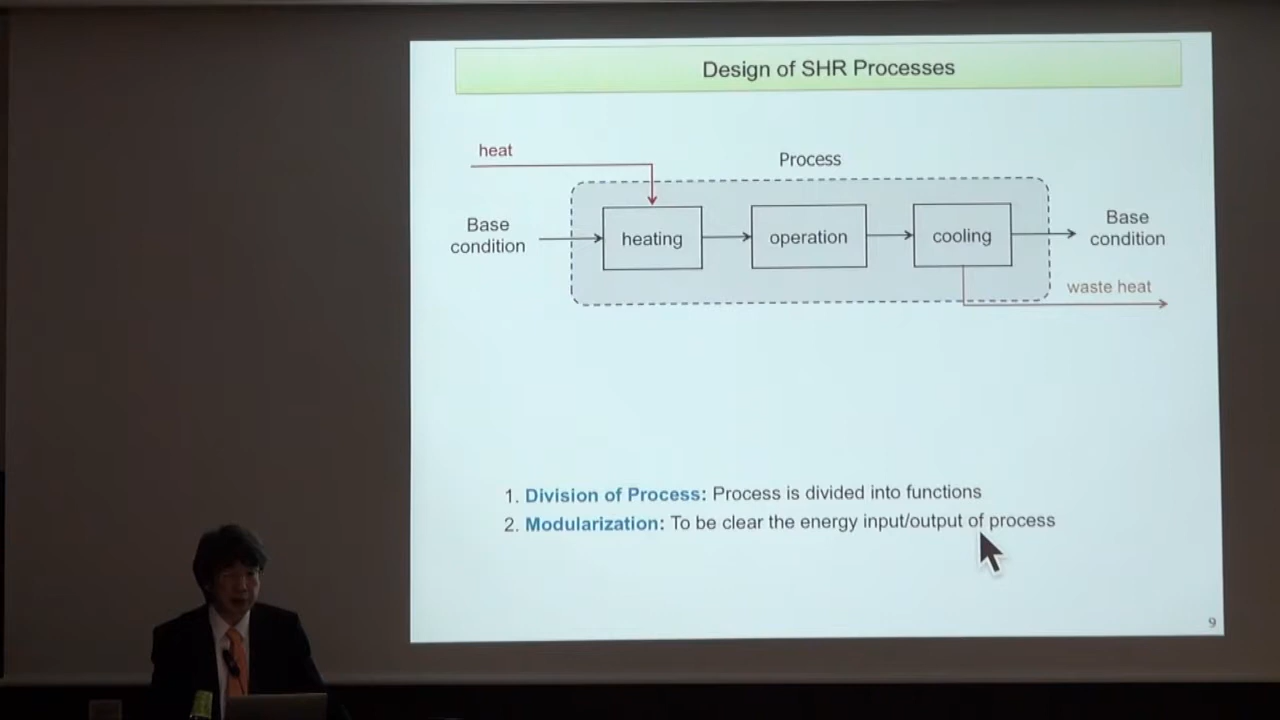 Design of SHR Processes
heat
Process
Base
condition
heating
operation
cooling
Base
condition
waste heat
1. Division of Process: Process is divided into functions
2. Modularization: To be clear the energy input/output of process
9